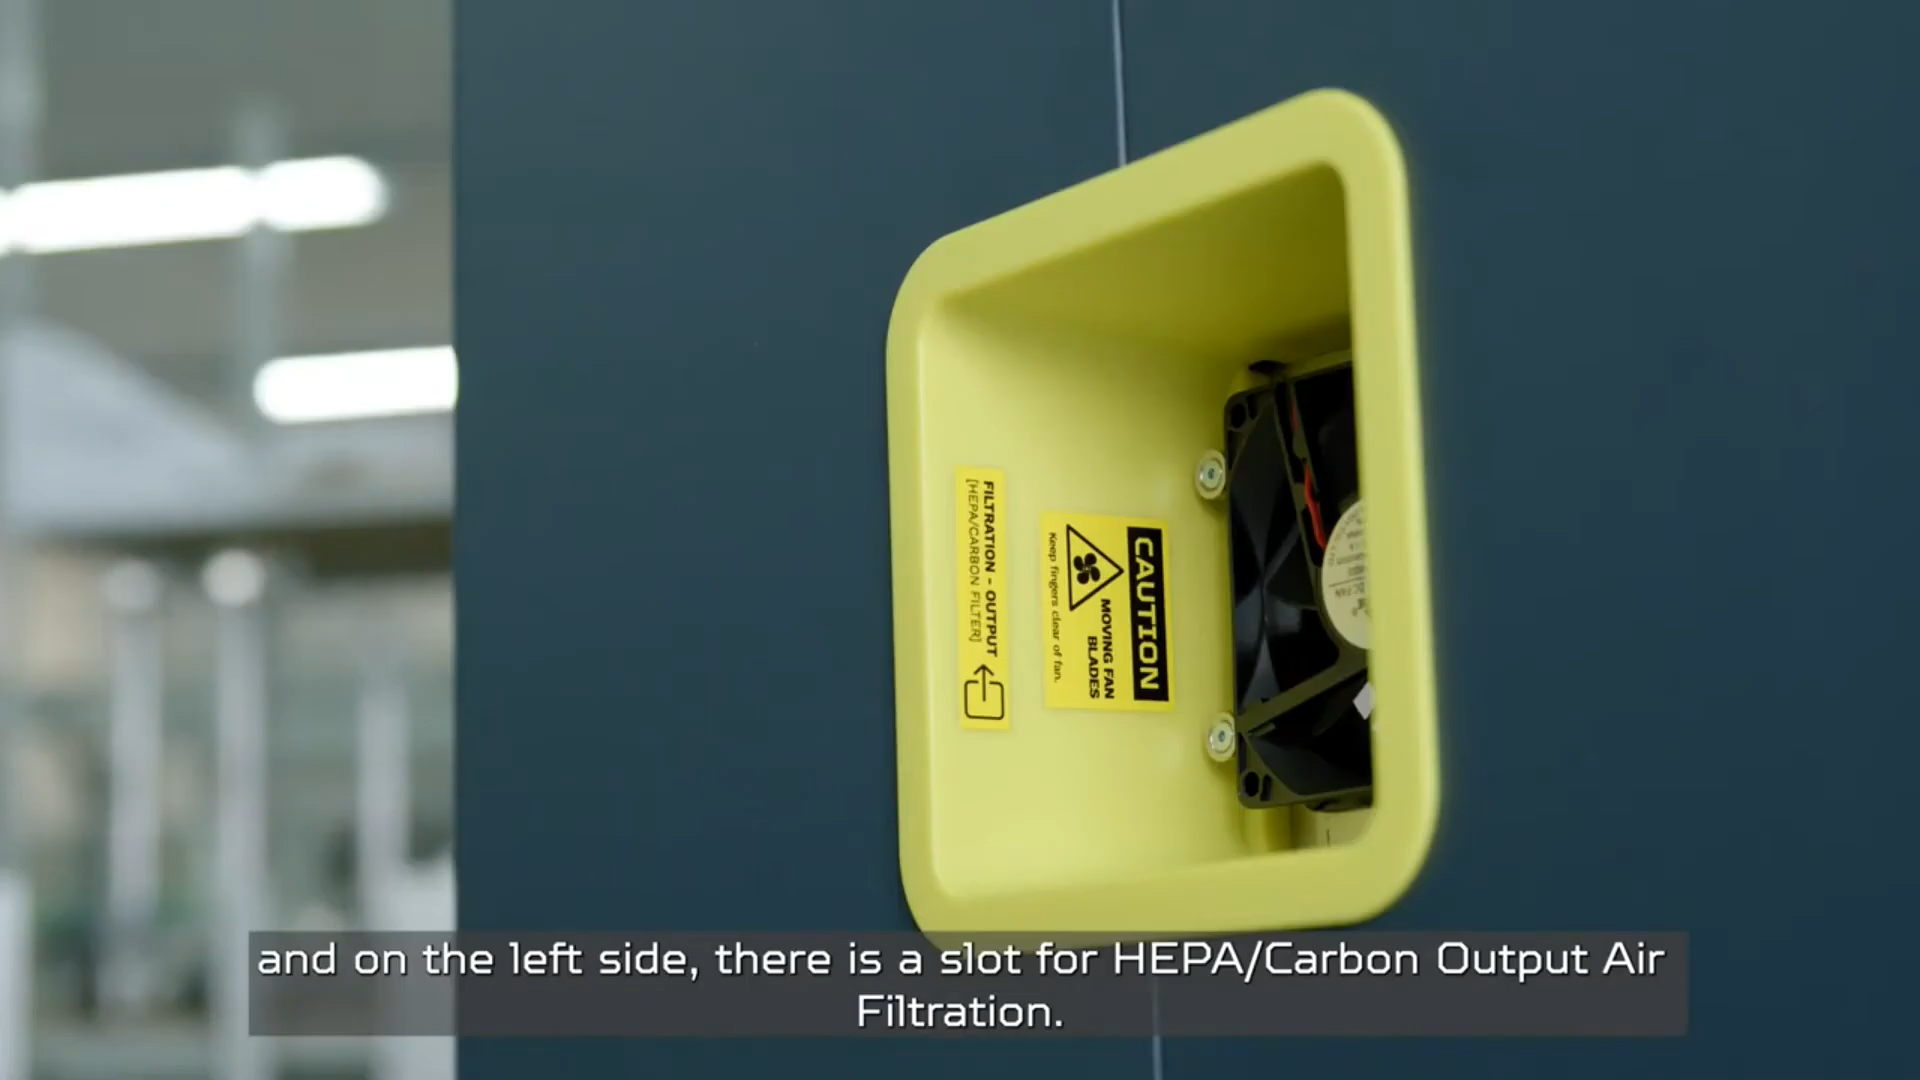 FILTRATION - OUTPUT
[HEPA/CARBON FILTER]
CAUTION
MOVING FAN
BLADES
Keep fingers clear of fan.
and on the left side, there is a slot for HEPA/Carbon Output Air
Filtration.